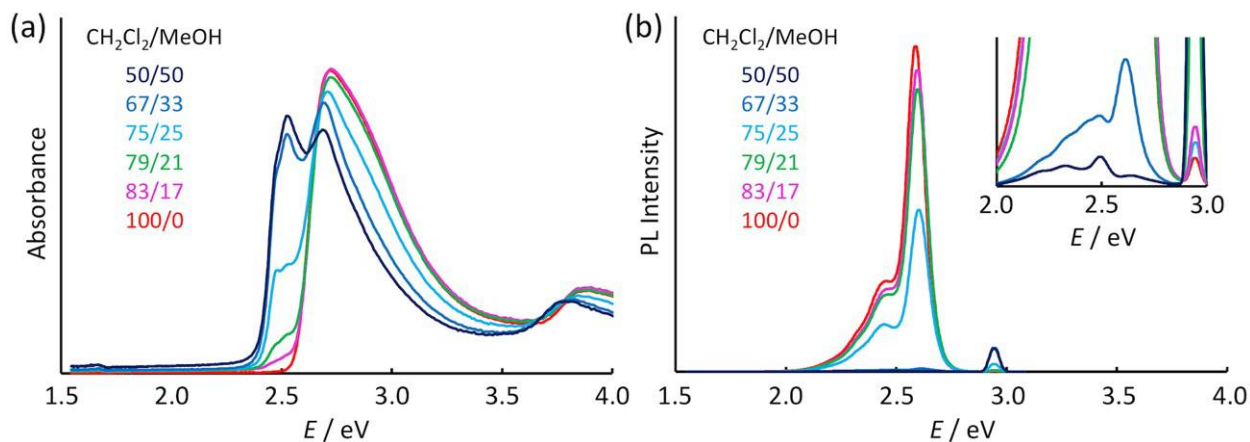 (a)
CH₂Cl₂/MeOH
50/50
67/33
75/25
79/21
83/17
100/0
Absorbance
1.5 2.0 2.5 3.0 3.5 4.0
E / eV
(b)
CH₂Cl₂/MeOH
50/50
67/33
75/25
79/21
83/17
100/0
PL Intensity
2.0 2.5 3.0
E / eV
1.5 2.0 2.5 3.0 3.5 4.0
E / eV